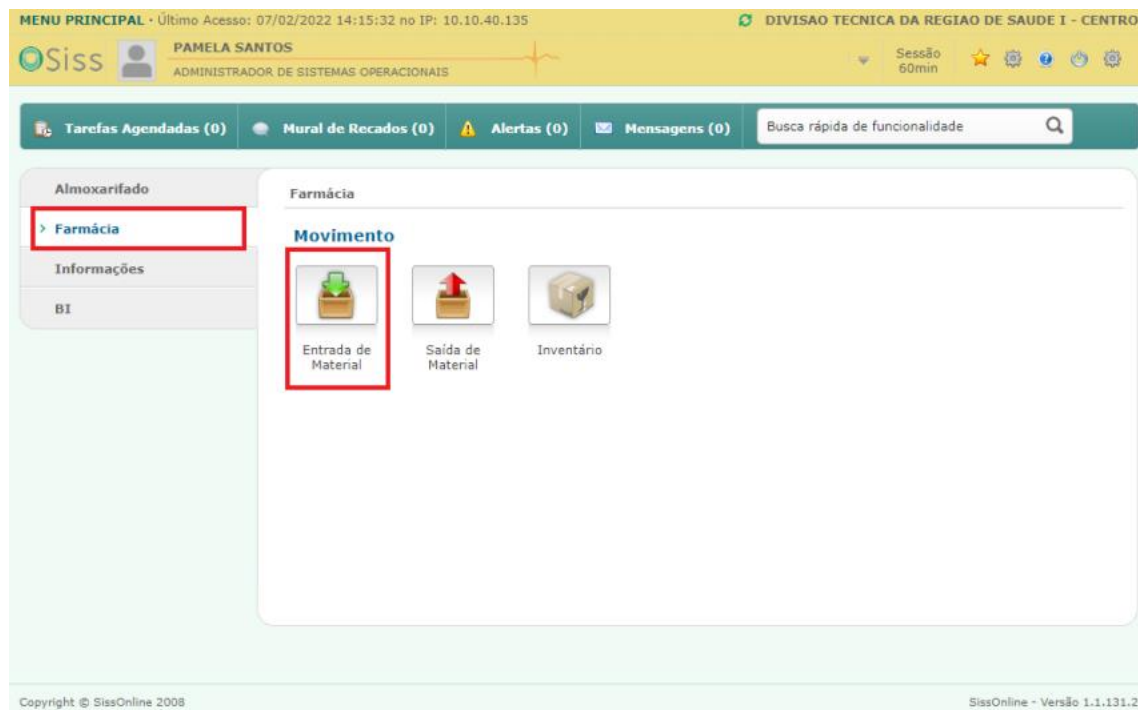 MENU PRINCIPAL · Último Acesso: 07/02/2022 14:15:32 no IP: 10.10.40.135
DIVISAO TECNICA DA REGIAO DE SAUDE I - CENTRO
Siss
PAMELA SANTOS
ADMINISTRADOR DE SISTEMAS OPERACIONAIS
Sessão
60min
Tarefas Agendadas (0)
Mural de Recados (0)
Alertas (0)
Mensagens (0)
Busca rápida de funcionalidade
Almoxarifado
Farmácia
Informações
BI
Farmácia
Movimento
Entrada de
Material
Saída de
Material
Inventário
Copyright © SissOnline 2008
SissOnline - Versão 1.1.131.2